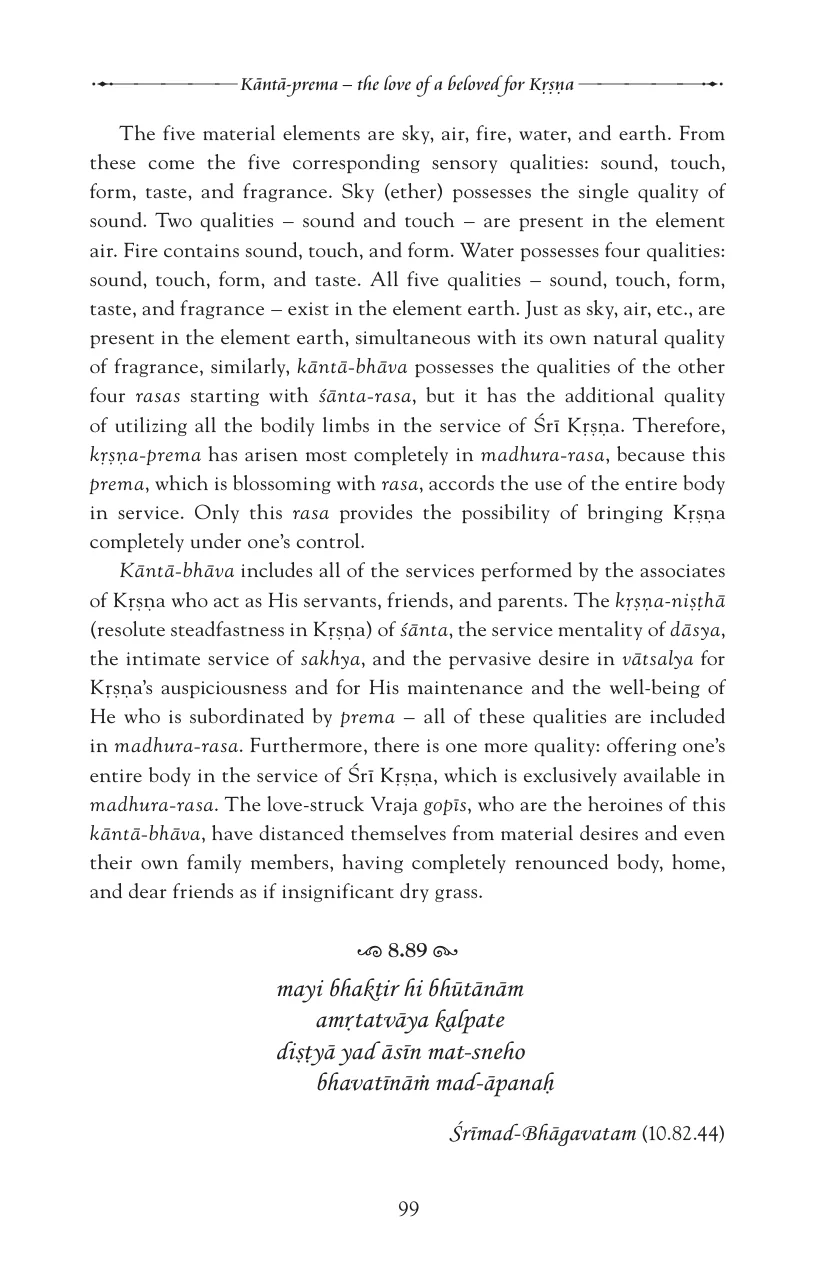 Kāntā-prema – the love of a beloved for Kṛṣṇa
The five material elements are sky, air, fire, water, and earth. From
these come the five corresponding sensory qualities: sound, touch,
form, taste, and fragrance. Sky (ether) possesses the single quality of
sound. Two qualities – sound and touch – are present in the element
air. Fire contains sound, touch, and form. Water possesses four qualities:
sound, touch, form, and taste. All five qualities – sound, touch, form,
taste, and fragrance – exist in the element earth. Just as sky, air, etc., are
present in the element earth, simultaneous with its own natural quality
of fragrance, similarly, kāntā-bhāva possesses the qualities of the other
four rasas starting with śānta-rasa, but it has the additional quality
of utilizing all the bodily limbs in the service of Śrī Kṛṣṇa. Therefore,
kṛṣṇa-prema has arisen most completely in madhura-rasa, because this
prema, which is blossoming with rasa, accords the use of the entire body
in service. Only this rasa provides the possibility of bringing Kṛṣṇa
completely under one’s control.
Kāntā-bhāva includes all of the services performed by the associates
of Kṛṣṇa who act as His servants, friends, and parents. The kṛṣṇa-niṣṭhā
(resolute steadfastness in Kṛṣṇa) of śānta, the service mentality of dāsya,
the intimate service of sakhya, and the pervasive desire in vātsalya for
Kṛṣṇa’s auspiciousness and for His maintenance and the well-being of
He who is subordinated by prema – all of these qualities are included
in madhura-rasa. Furthermore, there is one more quality: offering one’s
entire body in the service of Śrī Kṛṣṇa, which is exclusively available in
madhura-rasa. The love-struck Vraja gopīs, who are the heroines of this
kāntā-bhāva, have distanced themselves from material desires and even
their own family members, having completely renounced body, home,
and dear friends as if insignificant dry grass.
8.89
mayi bhaktir hi bhūtānām
amṛtatvāya kalpate
diṣṭyā yad āsīn mat-sneho
bhavatīnāṁ mad-āpanaḥ
Śrīmad-Bhāgavatam (10.82.44)
99